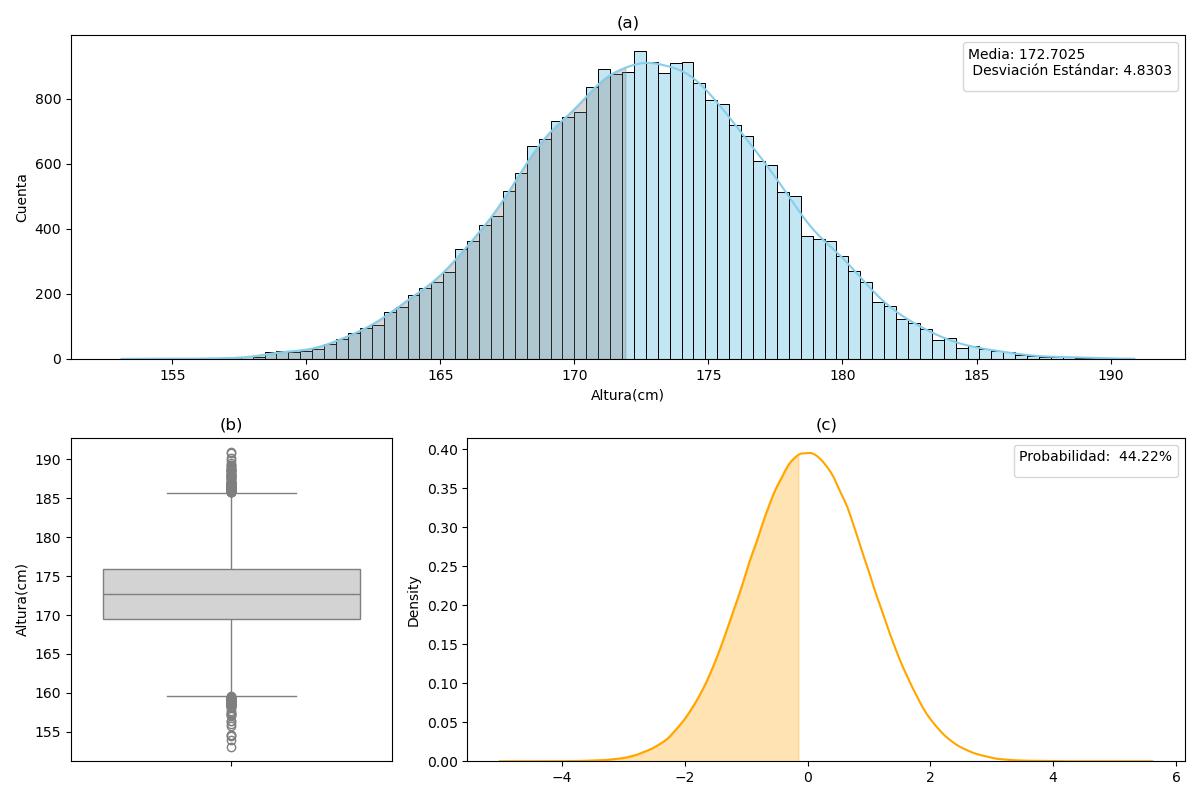 (a)
Media: 172.7025
Desviación Estándar: 4.8303
Cuenta
800
600
400
200
0
155 160 165 170 175 180 185 190
Altura(cm)
(b)
Altura(cm)
190
185
180
175
170
165
160
155
(c)
Probabilidad: 44.22%
Density
0.40
0.35
0.30
0.25
0.20
0.15
0.10
0.05
0.00
−4 −2 0 2 4 6